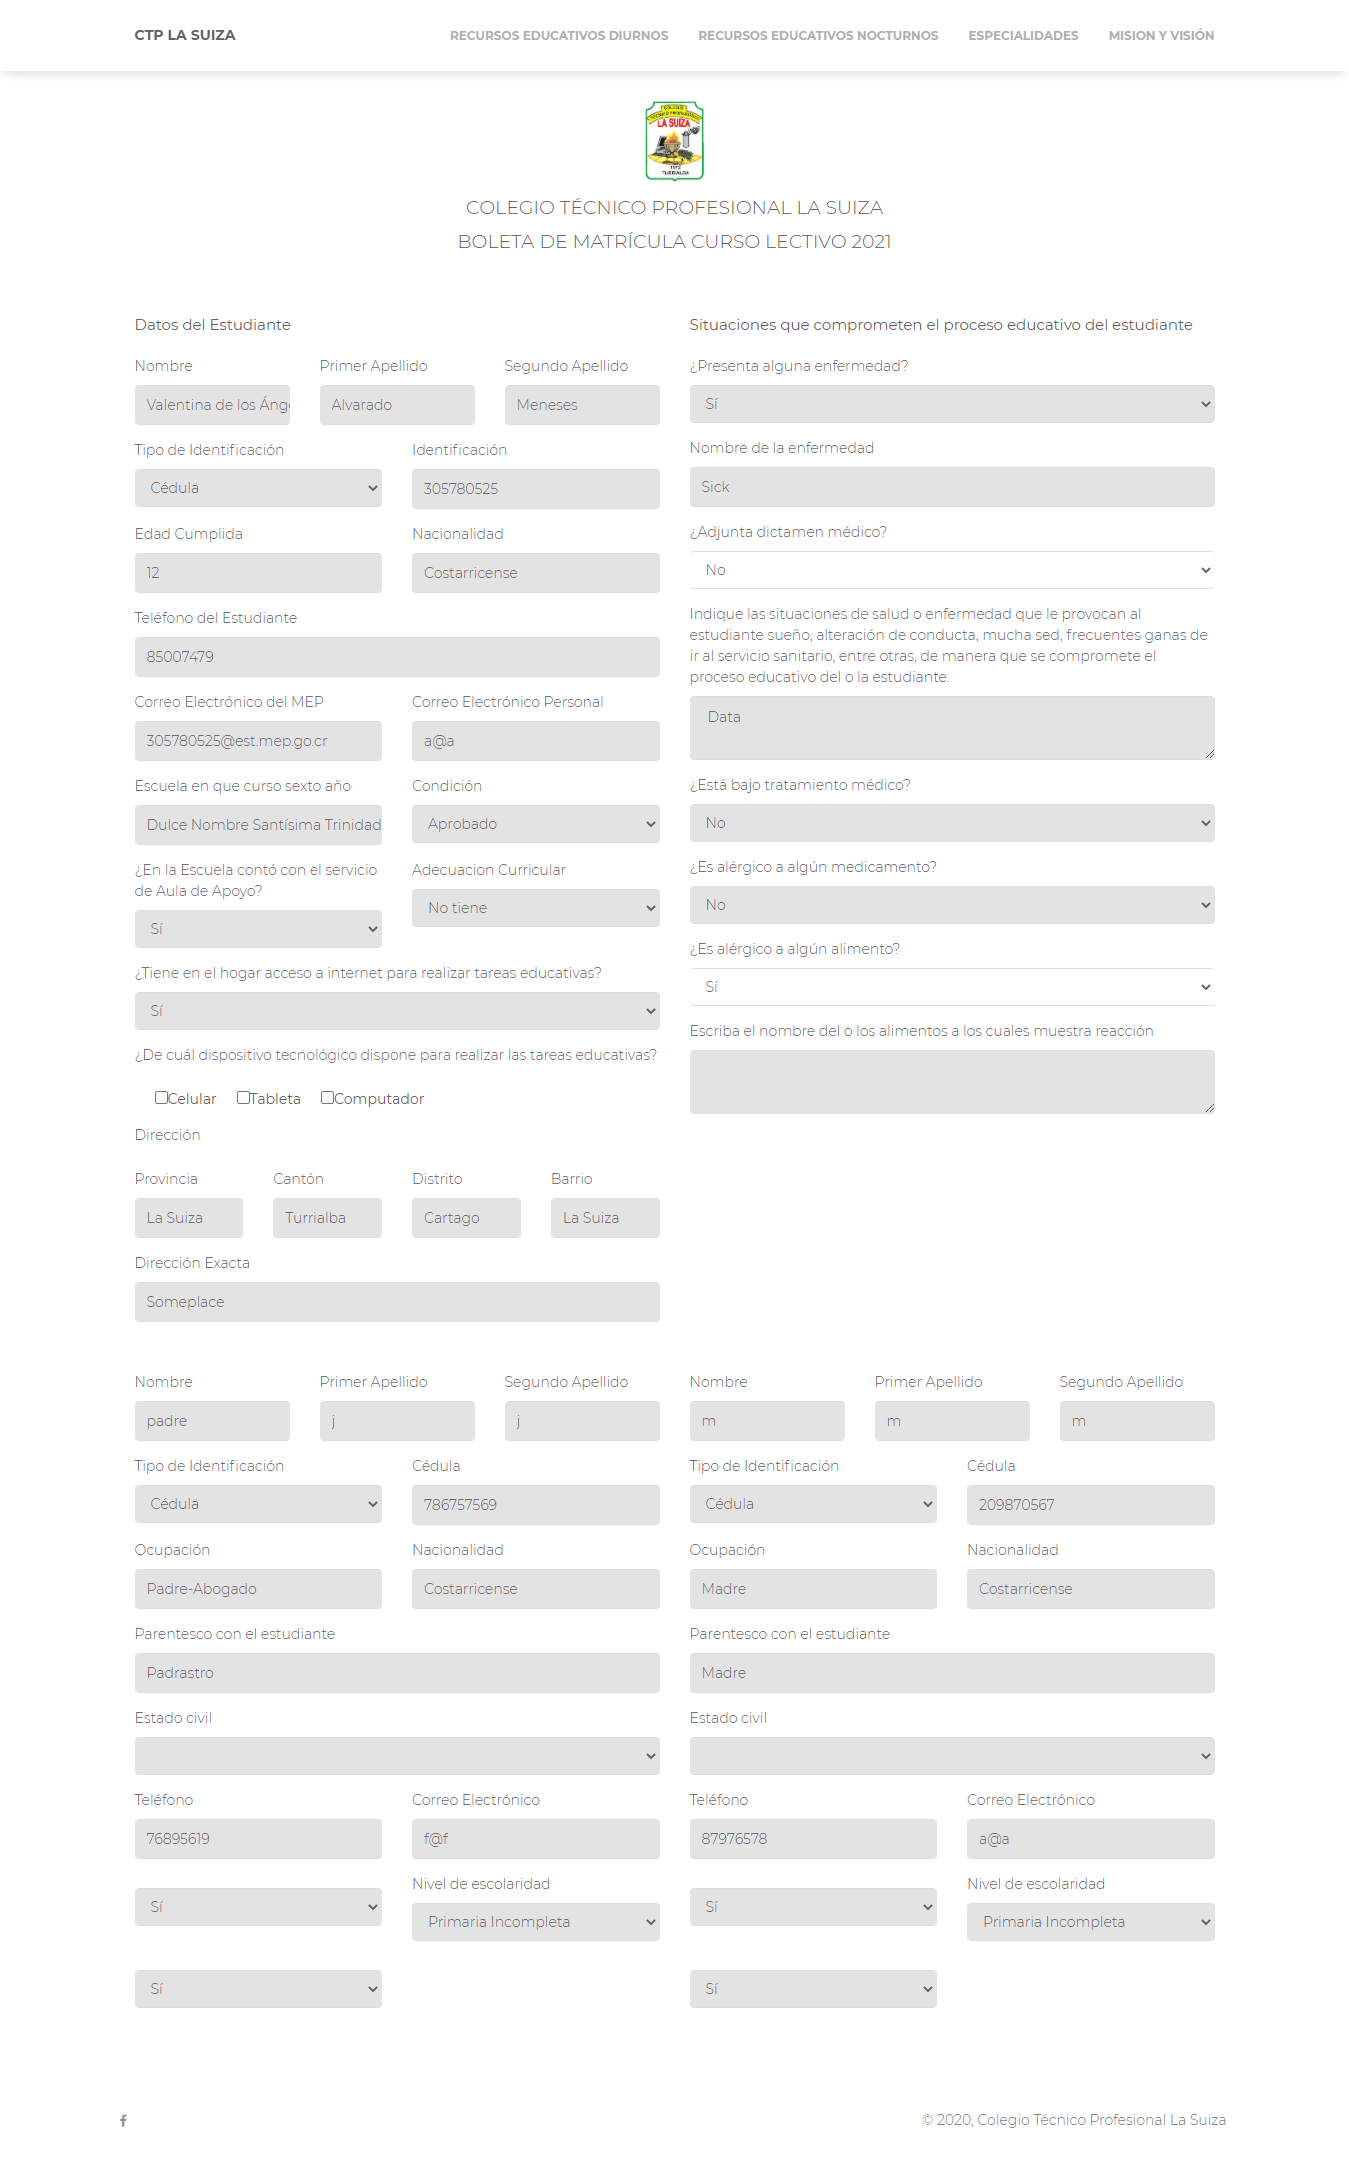 CTP LA SUIZA
RECURSOS EDUCATIVOS DIURNOS
RECURSOS EDUCATIVOS NOCTURNOS
ESPECIALIDADES
MISION Y VISIÓN
LA SUIZA
TURRIALBA
COLEGIO TÉCNICO PROFESIONAL LA SUIZA
BOLETA DE MATRÍCULA CURSO LECTIVO 2021
Datos del Estudiante
Nombre
Primer Apellido
Segundo Apellido
Valentina de los Áng
Alvarado
Meneses
Tipo de Identificación
Identificación
Cédula
305780525
Edad Cumplida
Nacionalidad
12
Costarricense
Teléfono del Estudiante
85007479
Correo Electrónico del MEP
Correo Electrónico Personal
305780525@est.mep.go.cr
a@a
Escuela en que curso sexto año
Condición
Dulce Nombre Santísima Trinidad
Aprobado
¿En la Escuela contó con el servicio
de Aula de Apoyo?
Adecuacion Curricular
Sí
No tiene
¿Tiene en el hogar acceso a internet para realizar tareas educativas?
Sí
¿De cuál dispositivo tecnológico dispone para realizar las tareas educativas?
Celular
Tableta
Computador
Dirección
Provincia
Cantón
Distrito
Barrio
La Suiza
Turrialba
Cartago
La Suiza
Dirección Exacta
Someplace
Situaciones que comprometen el proceso educativo del estudiante
¿Presenta alguna enfermedad?
Sí
Nombre de la enfermedad
Sick
¿Adjunta dictamen médico?
No
Indique las situaciones de salud o enfermedad que le provocan al
estudiante sueño, alteración de conducta, mucha sed, frecuentes ganas de
ir al servicio sanitario, entre otras, de manera que se compromete el
proceso educativo del o la estudiante.
Data
¿Está bajo tratamiento médico?
No
¿Es alérgico a algún medicamento?
No
¿Es alérgico a algún alimento?
Sí
Escriba el nombre del o los alimentos a los cuales muestra reacción
Nombre
Primer Apellido
Segundo Apellido
padre
j
j
Tipo de Identificación
Cédula
Cédula
786757569
Ocupación
Nacionalidad
Padre-Abogado
Costarricense
Parentesco con el estudiante
Padrastro
Estado civil
Teléfono
Correo Electrónico
76895619
f@f
Nivel de escolaridad
Sí
Primaria Incompleta
Sí
Nombre
Primer Apellido
Segundo Apellido
m
m
m
Tipo de Identificación
Cédula
Cédula
209870567
Ocupación
Nacionalidad
Madre
Costarricense
Parentesco con el estudiante
Madre
Estado civil
Teléfono
Correo Electrónico
87976578
a@a
Nivel de escolaridad
Sí
Primaria Incompleta
Sí
© 2020, Colegio Técnico Profesional La Suiza